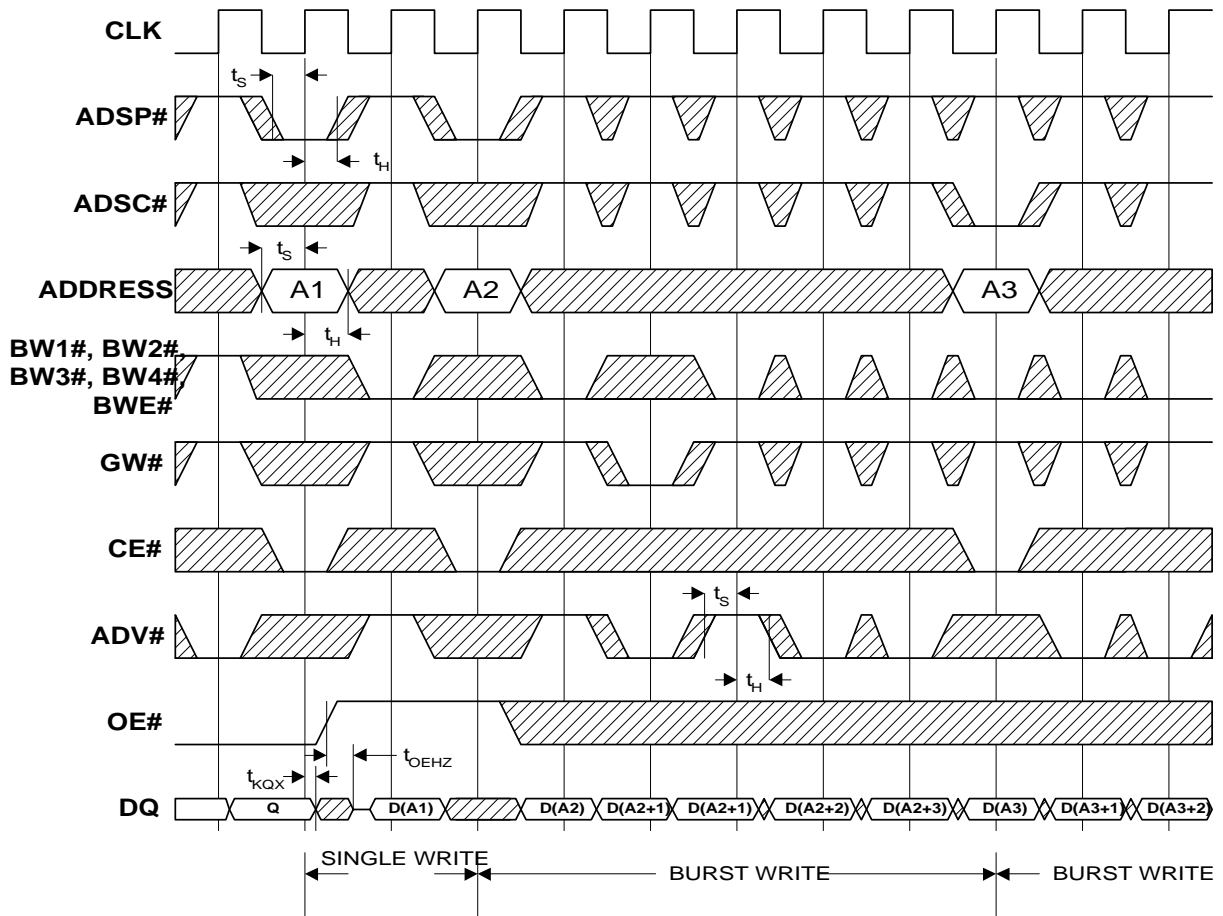 CLK
t_S
ADSP#
t_H
ADSC#
t_S
ADDRESS A1 A2 A3
t_H
BW1#, BW2#,
BW3#, BW4#,
BWE#
GW#
CE#
t_S
ADV#
t_H
OE#
t_OEHZ
t_KQX
DQ Q D(A1) D(A2) D(A2+1) D(A2+1) D(A2+2) D(A2+3) D(A3) D(A3+1) D(A3+2)
SINGLE WRITE BURST WRITE BURST WRITE